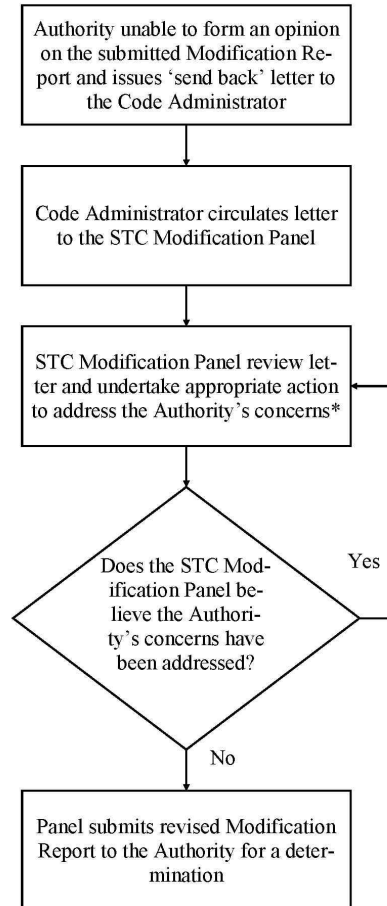 Authority unable to form an opinion
on the submitted Modification Re-
port and issues ‘send back’ letter to
the Code Administrator
Code Administrator circulates letter
to the STC Modification Panel
STC Modification Panel review let-
ter and undertake appropriate action
to address the Authority’s concerns*
Does the STC Mod-
ification Panel be-
lieve the Authori-
ty’s concerns have
been addressed?
Yes
No
Panel submits revised Modification
Report to the Authority for a deter-
mination